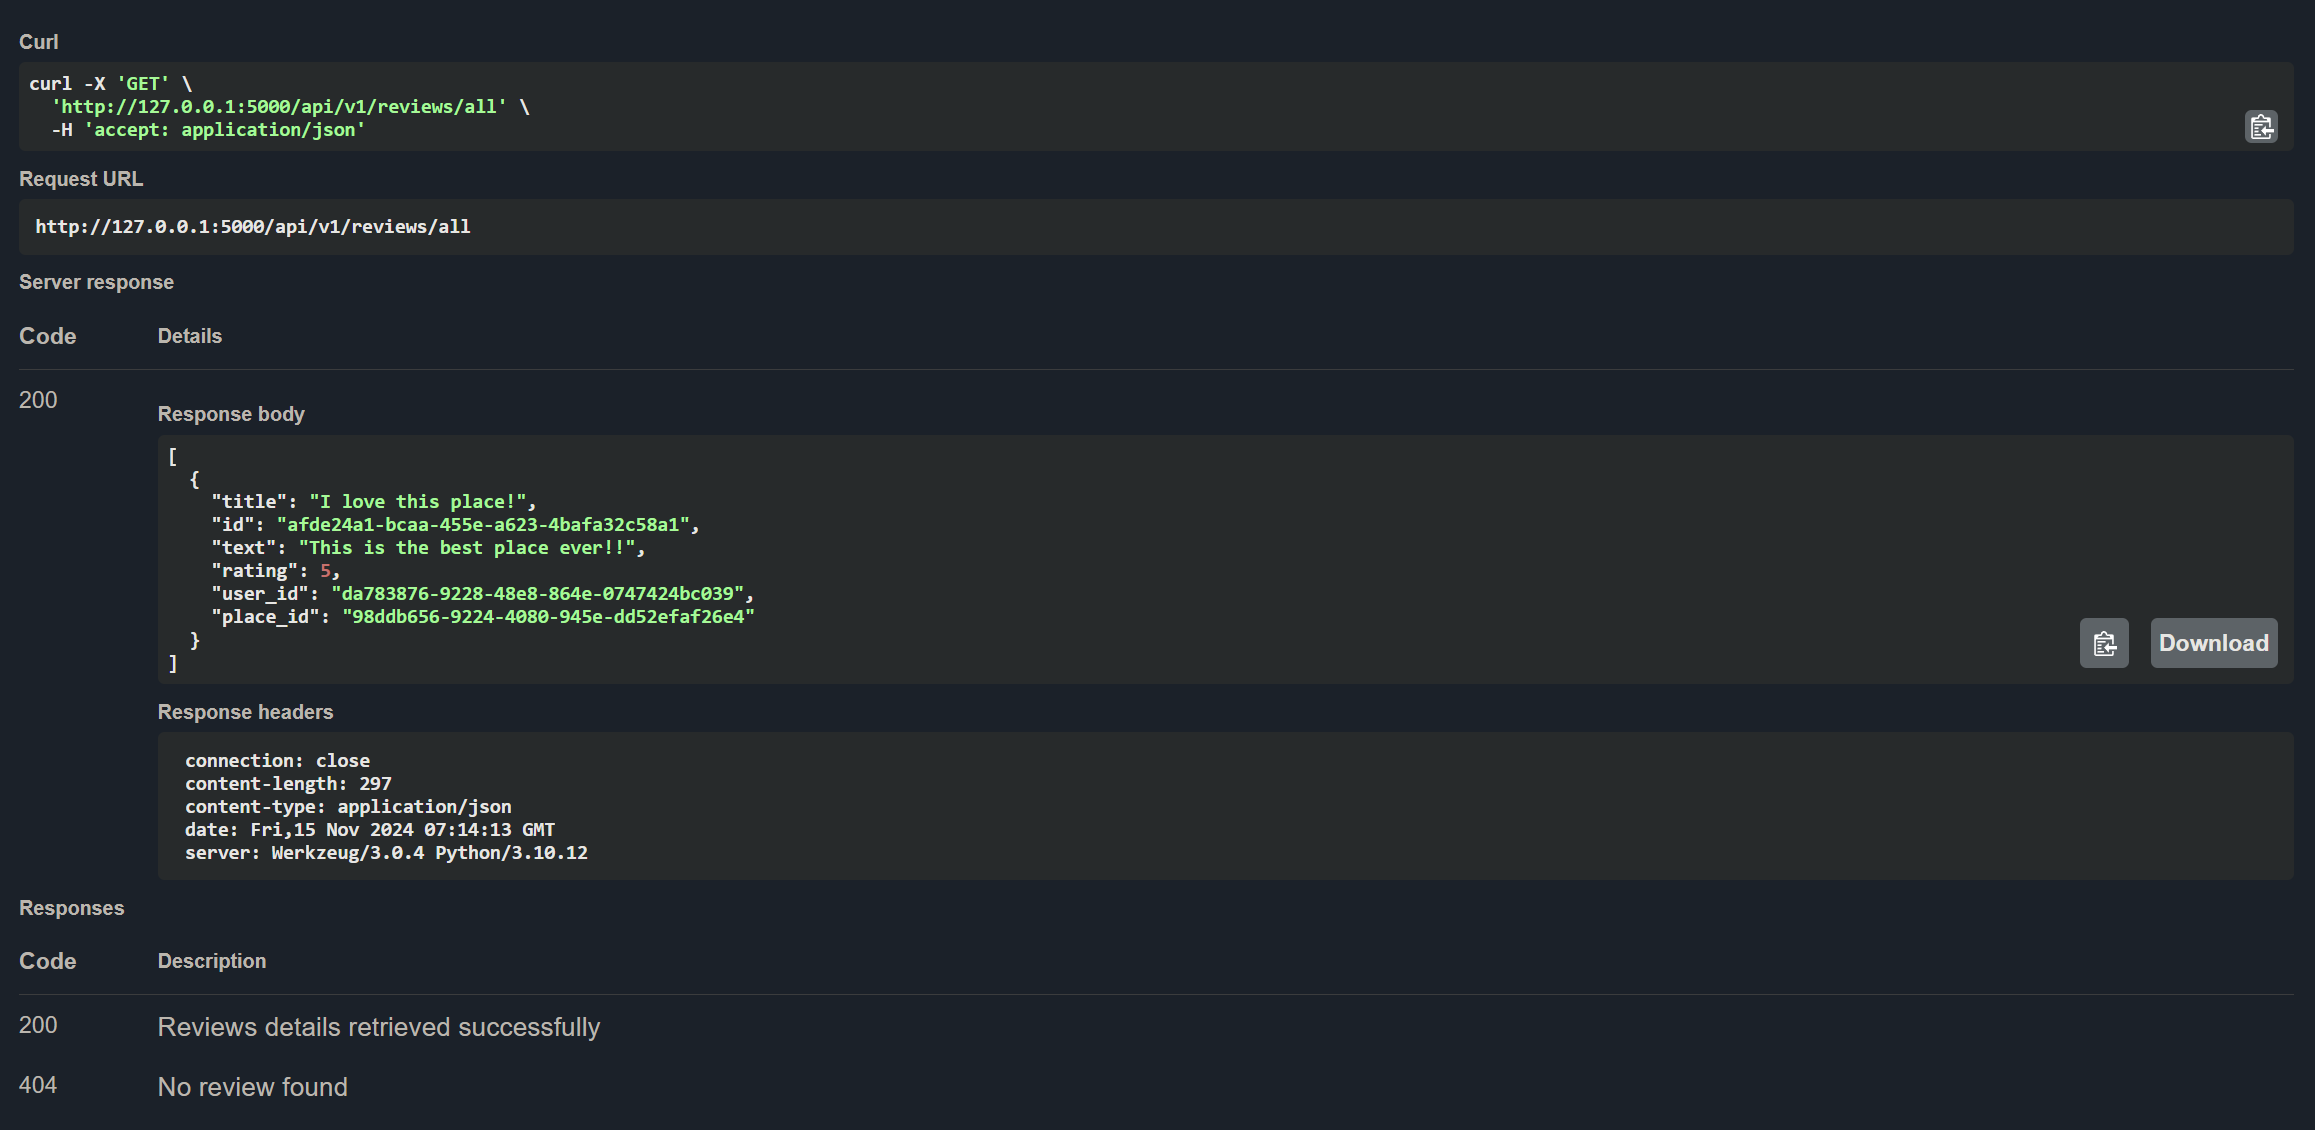 Curl
curl -X 'GET' \
  'http://127.0.0.1:5000/api/v1/reviews/all' \
  -H 'accept: application/json'
Request URL
http://127.0.0.1:5000/api/v1/reviews/all
Server response
Code Details
200
Response body
[
  {
    "title": "I love this place!",
    "id": "afde24a1-bcaa-455e-a623-4bafa32c58a1",
    "text": "This is the best place ever!!",
    "rating": 5,
    "user_id": "da783876-9228-48e8-864e-0747424bc039",
    "place_id": "98ddb656-9224-4080-945e-dd52efaf26e4"
  }
]
Download
Response headers
connection: close
content-length: 297
content-type: application/json
date: Fri,15 Nov 2024 07:14:13 GMT
server: Werkzeug/3.0.4 Python/3.10.12
Responses
Code Description
200 Reviews details retrieved successfully
404 No review found